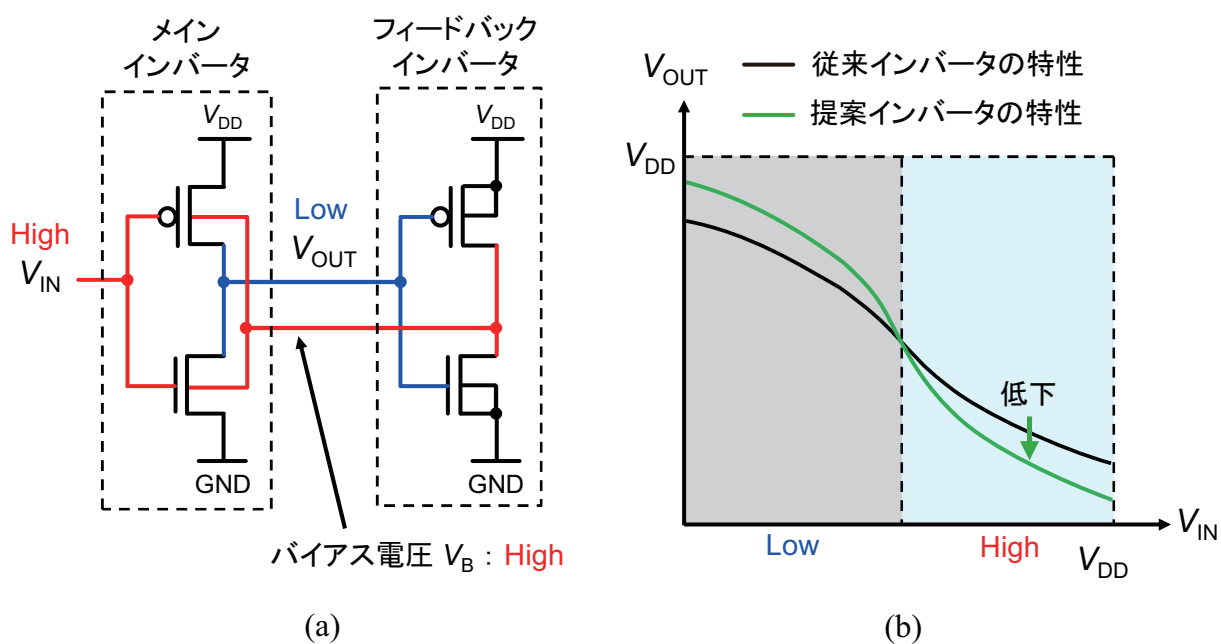 メイン
インバータ
フィードバック
インバータ
VDD
VDD
High
VIN
Low
VOUT
GND
GND
バイアス電圧 VB : High
(a)
VOUT
従来インバータの特性
提案インバータの特性
VDD
低下
Low
High
VIN
VDD
(b)